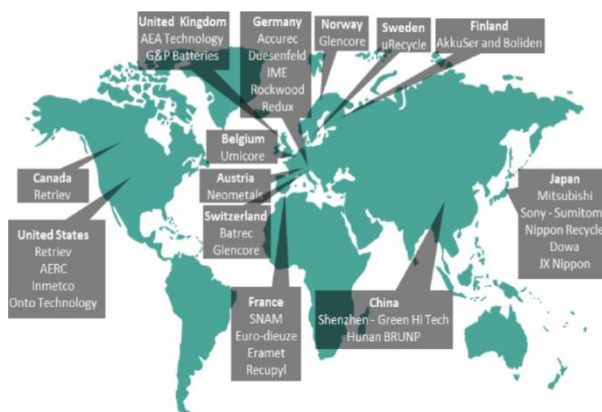 United Kingdom
AEA Technology
G&P Batteries
Germany
Accurec
Duesenfeld
IME
Rockwood
Redux
Norway
Glencore
Sweden
uRecycle
Finland
AkkuSer and Boliden
Belgium
Umicore
Austria
Neometals
Switzerland
Batrec
Glencore
Canada
Retriev
United States
Retriev
AERC
Inmetco
Onto Technology
France
SNAM
Euro-dieuze
Eramet
Recupyl
China
Shenzhen - Green Hi Tech
Hunan BRUNP
Japan
Mitsubishi
Sony - Sumitom
Nippon Recycle
Dowa
JX Nippon